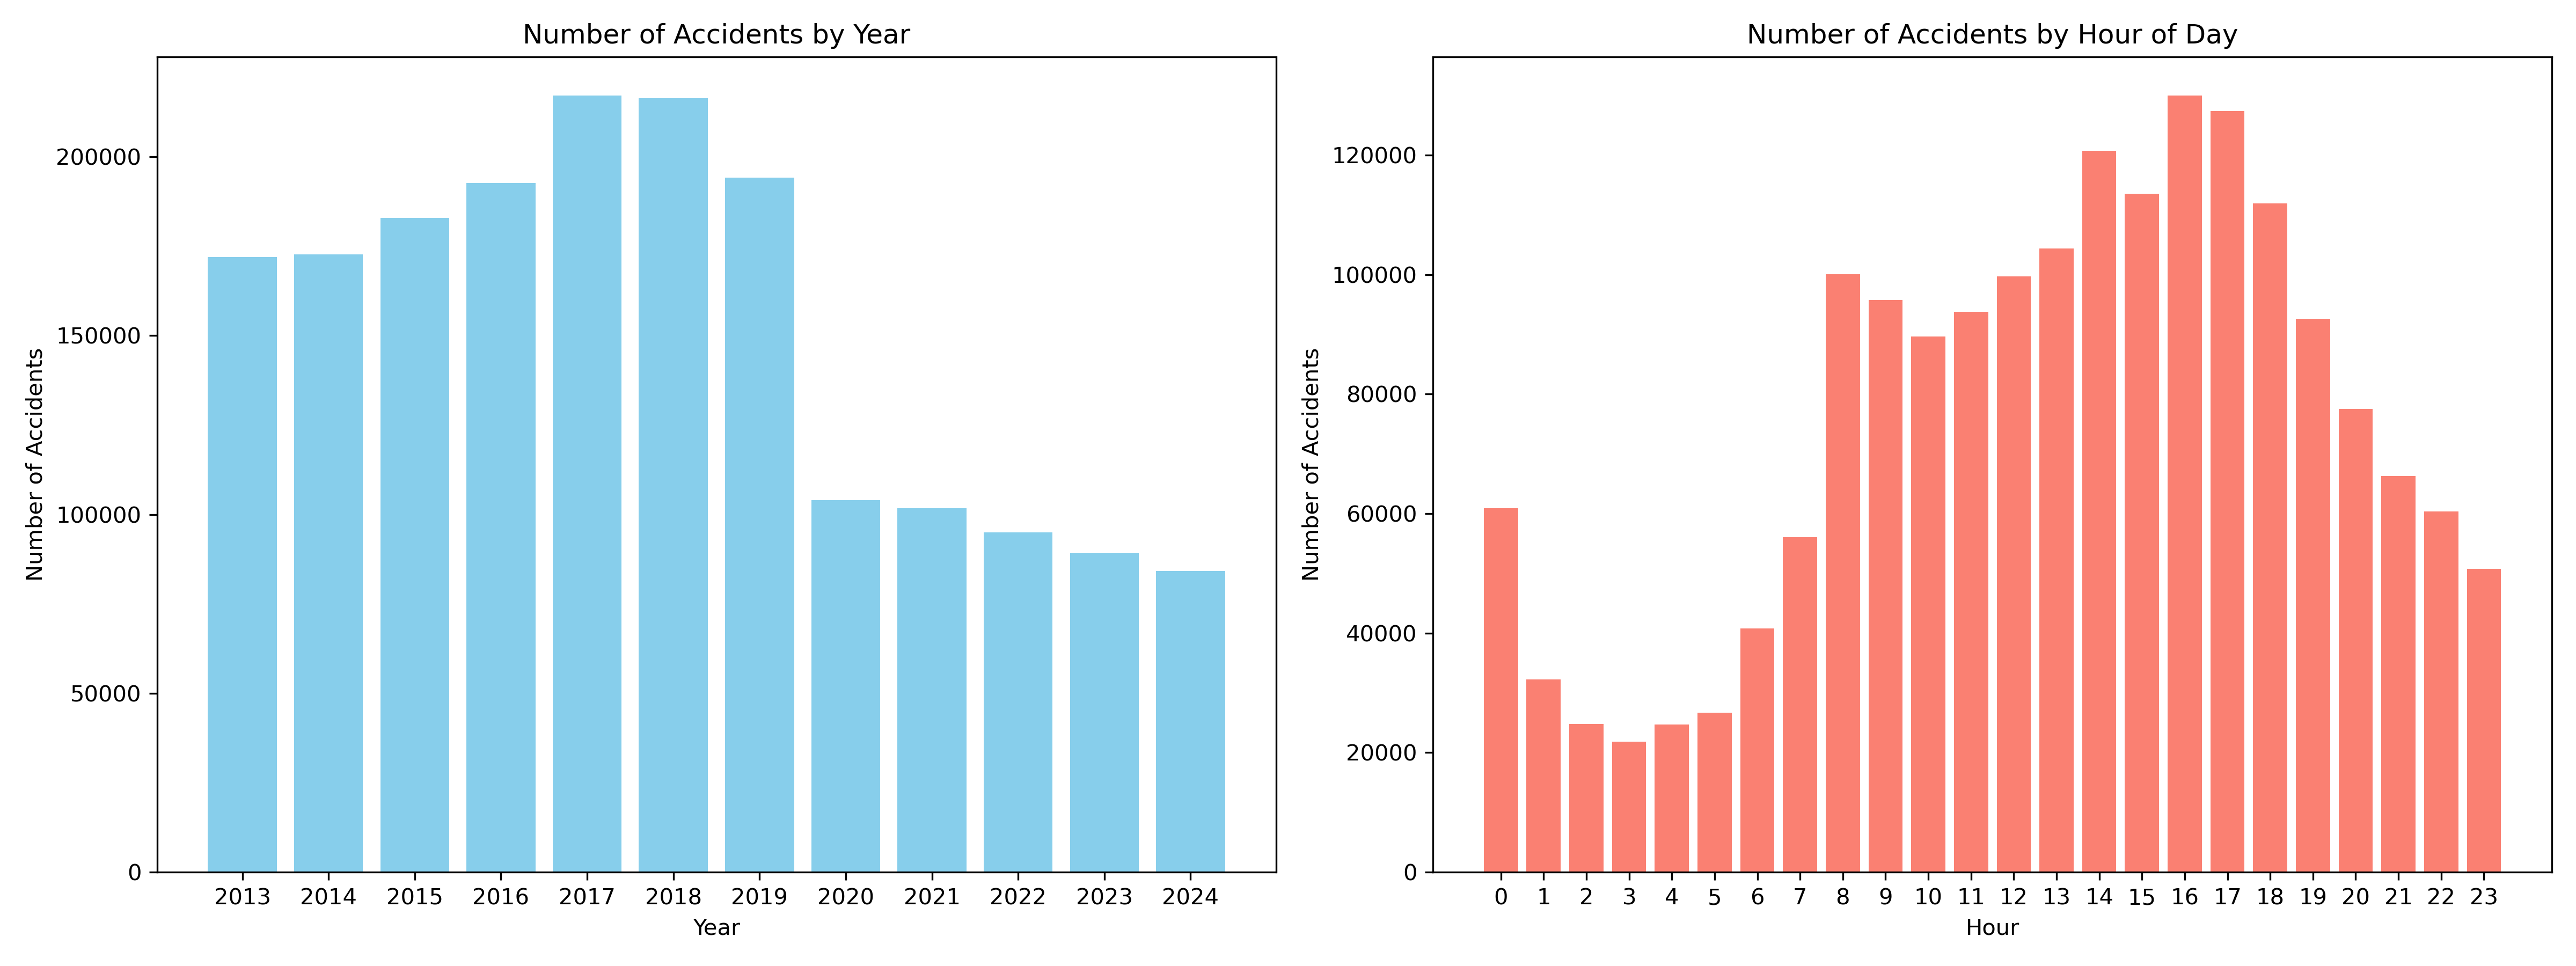 Number of Accidents by Year
Number of Accidents
200000
150000
100000
50000
0
2013 2014 2015 2016 2017 2018 2019 2020 2021 2022 2023 2024
Year
Number of Accidents by Hour of Day
Number of Accidents
120000
100000
80000
60000
40000
20000
0
0 1 2 3 4 5 6 7 8 9 10 11 12 13 14 15 16 17 18 19 20 21 22 23
Hour